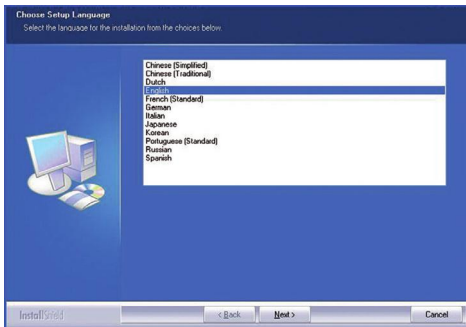 Choose Setup Language
Select the language for the installation from the choices below.
Chinese (Simplified)
Chinese (Traditional)
Dutch
English
French (Standard)
German
Italian
Japanese
Korean
Portuguese (Standard)
Russian
Spanish
InstallShield
< Back
Next >
Cancel